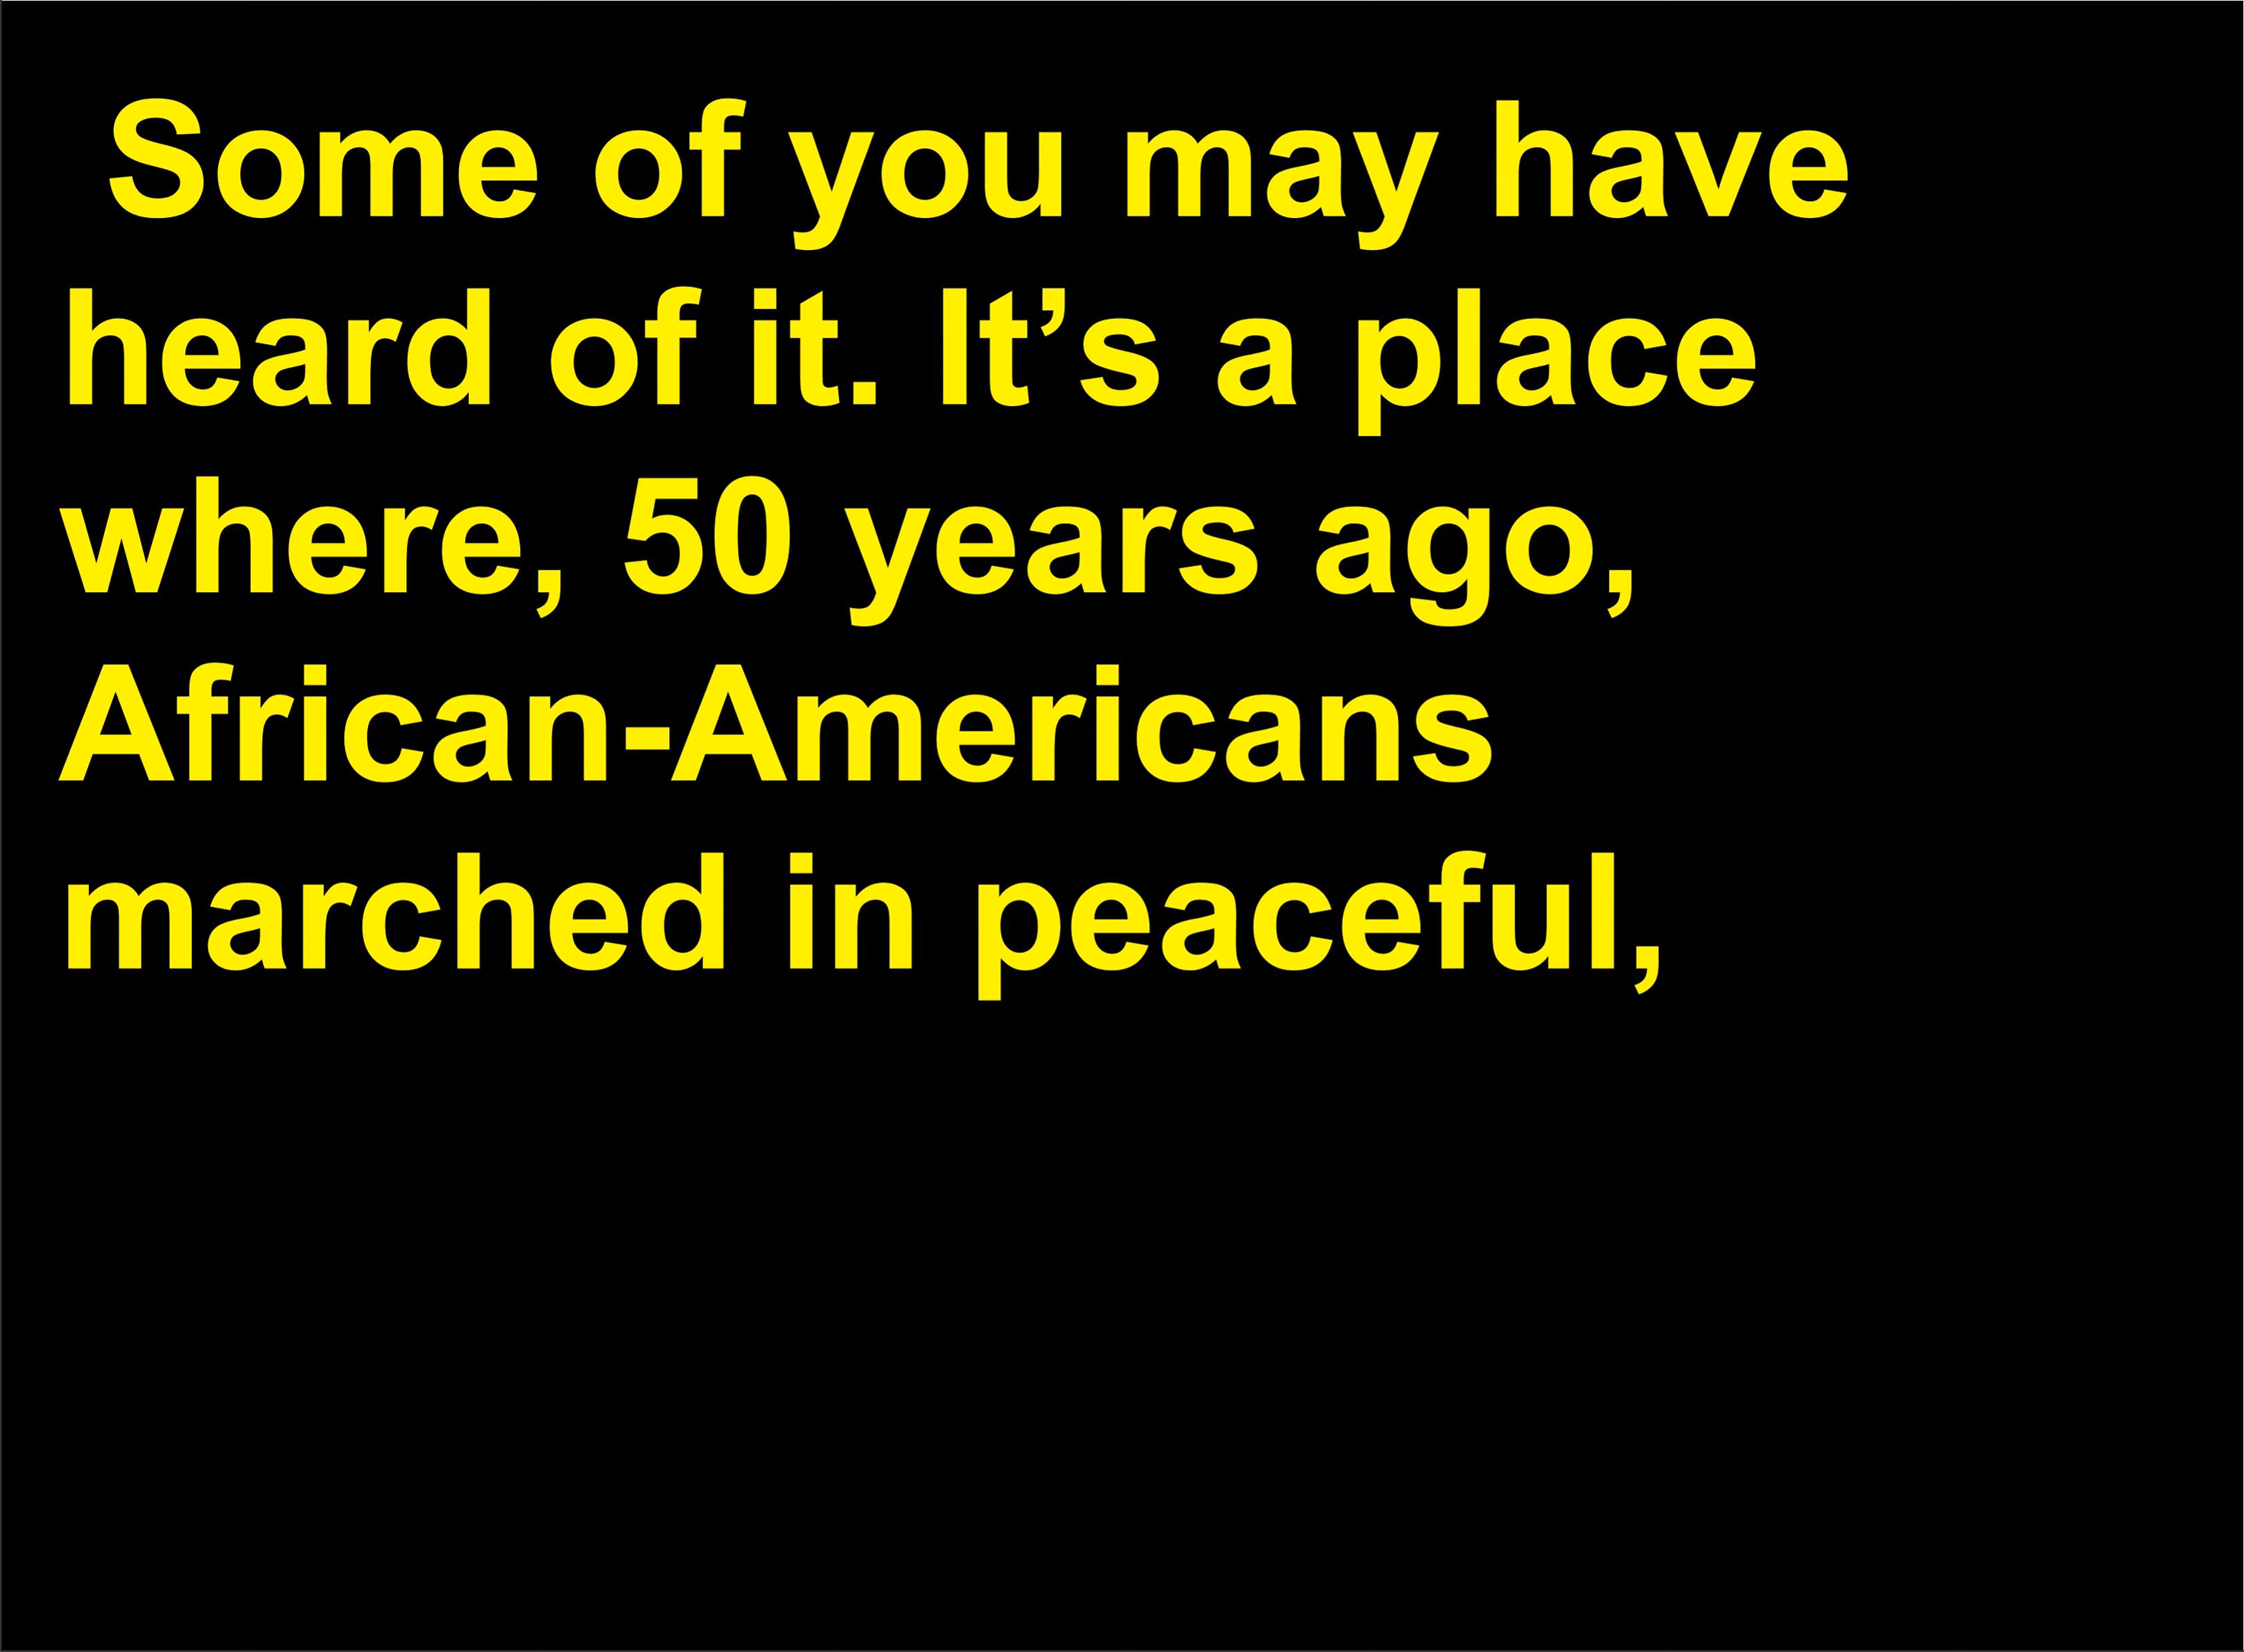 Some of you may have
heard of it. It’s a place
where, 50 years ago,
African-Americans
marched in peaceful,